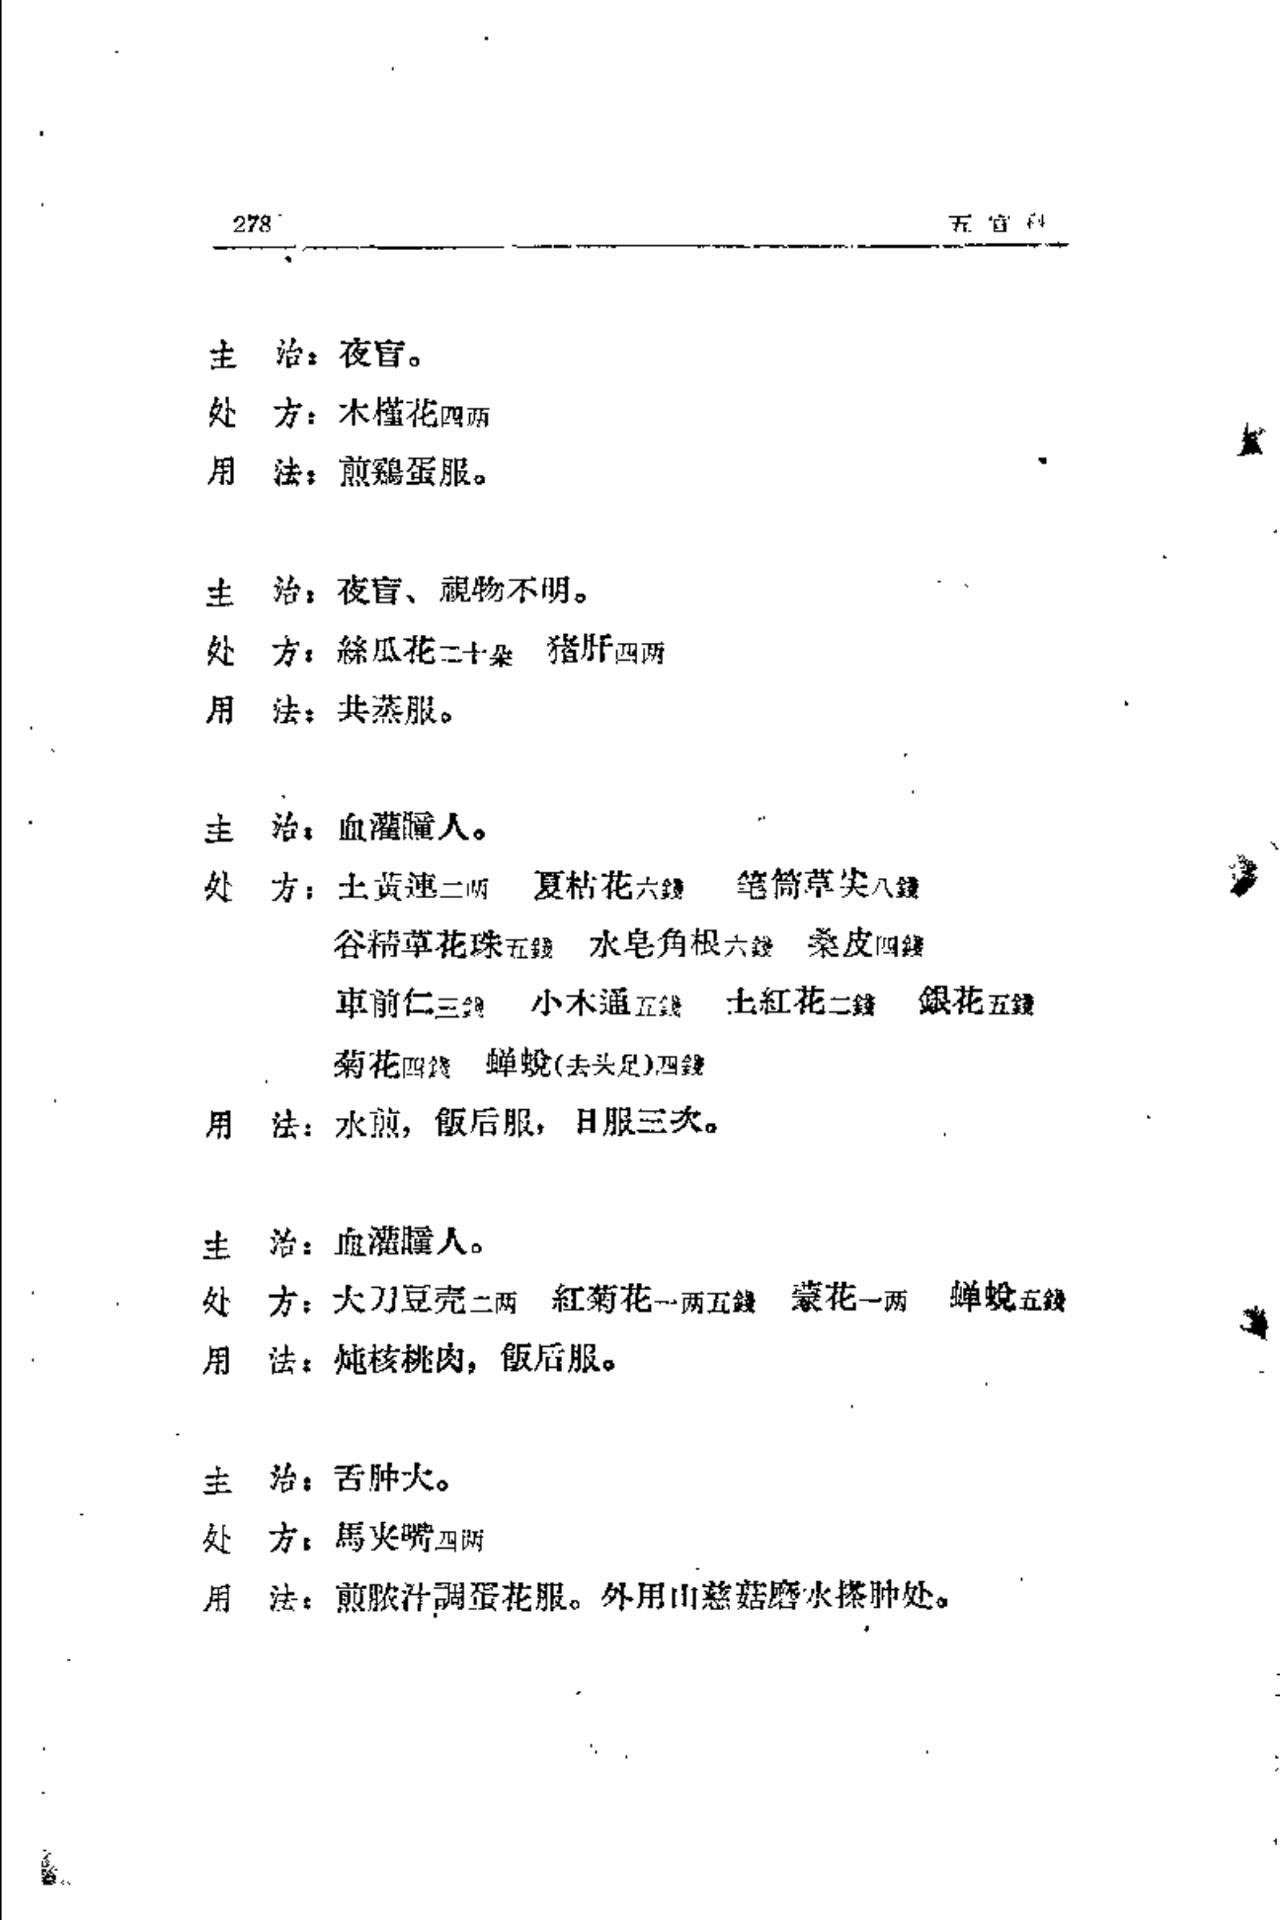 278 五官科
主 治：夜盲。
处 方：木槿花四两
用 法：煎鷄蛋服。
主 治：夜盲、視物不明。
处 方：絲瓜花二十朵 猪肝四两
用 法：共蒸服。
主 治：血灌瞳人。
处 方：土黃連二两 夏枯花六錢 笔筒草尖八錢
谷精草花珠五錢 水皂角根六錢 桑皮四錢
車前仁三錢 小木通五錢 土紅花二錢 銀花五錢
菊花四錢 蝉蛻(去头足)四錢
用 法：水煎，飯后服，日服三次。
主 治：血灌瞳人。
处 方：大刀豆壳二两 紅菊花一两五錢 蒙花一两 蝉蛻五錢
用 法：炖核桃肉，飯后服。
主 治：舌肿大。
处 方：馬夹嘴四两
用 法：煎脓汁調蛋花服。外用山慈菇磨水搽肿处。